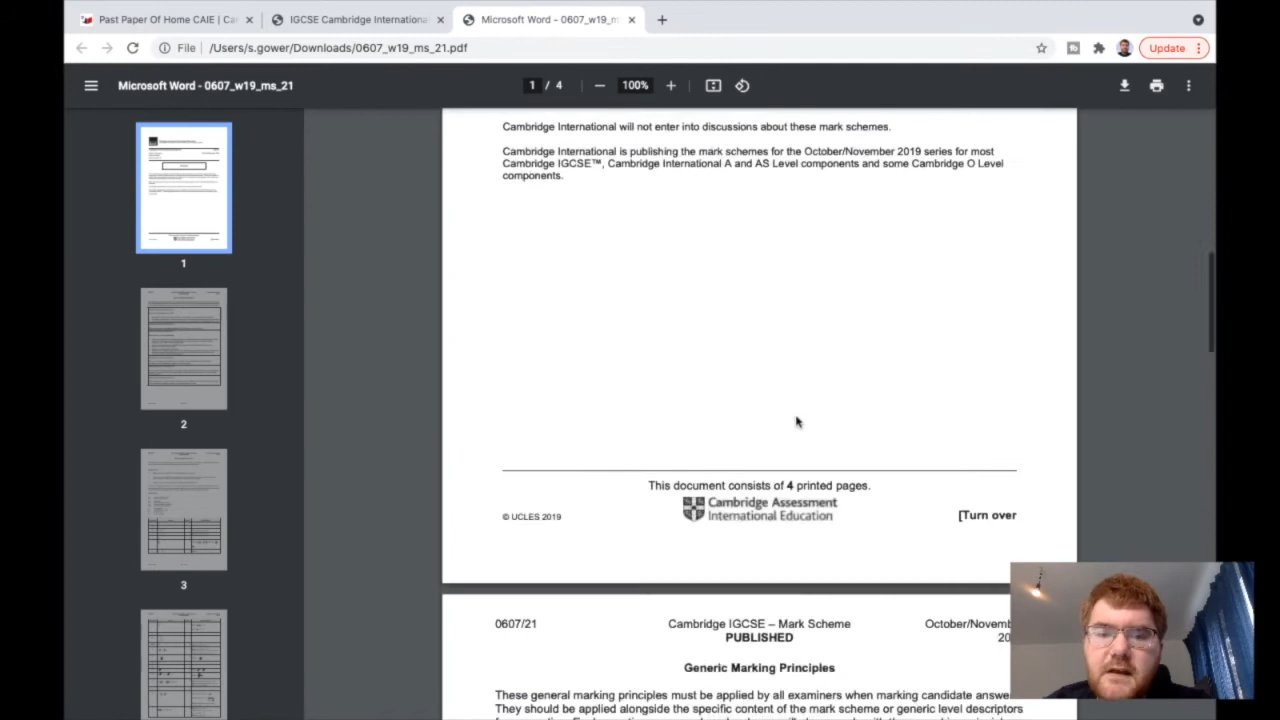 Past Paper Of Home CAIE | Ca
IGCSE Cambridge International
Microsoft Word - 0607_w19_m
File
/Users/s.gower/Downloads/0607_w19_ms_21.pdf
Update
Microsoft Word - 0607_w19_ms_21
1 / 4
100%
Cambridge International will not enter into discussions about these mark schemes.
Cambridge International is publishing the mark schemes for the October/November 2019 series for most
Cambridge IGCSE™, Cambridge International A and AS Level components and some Cambridge O Level
components.
This document consists of 4 printed pages.
© UCLES 2019
Cambridge Assessment
International Education
[Turn over
0607/21
Cambridge IGCSE – Mark Scheme
PUBLISHED
October/Novemb
20
Generic Marking Principles
These general marking principles must be applied by all examiners when marking candidate answe
They should be applied alongside the specific content of the mark scheme or generic level descriptors
1
2
3